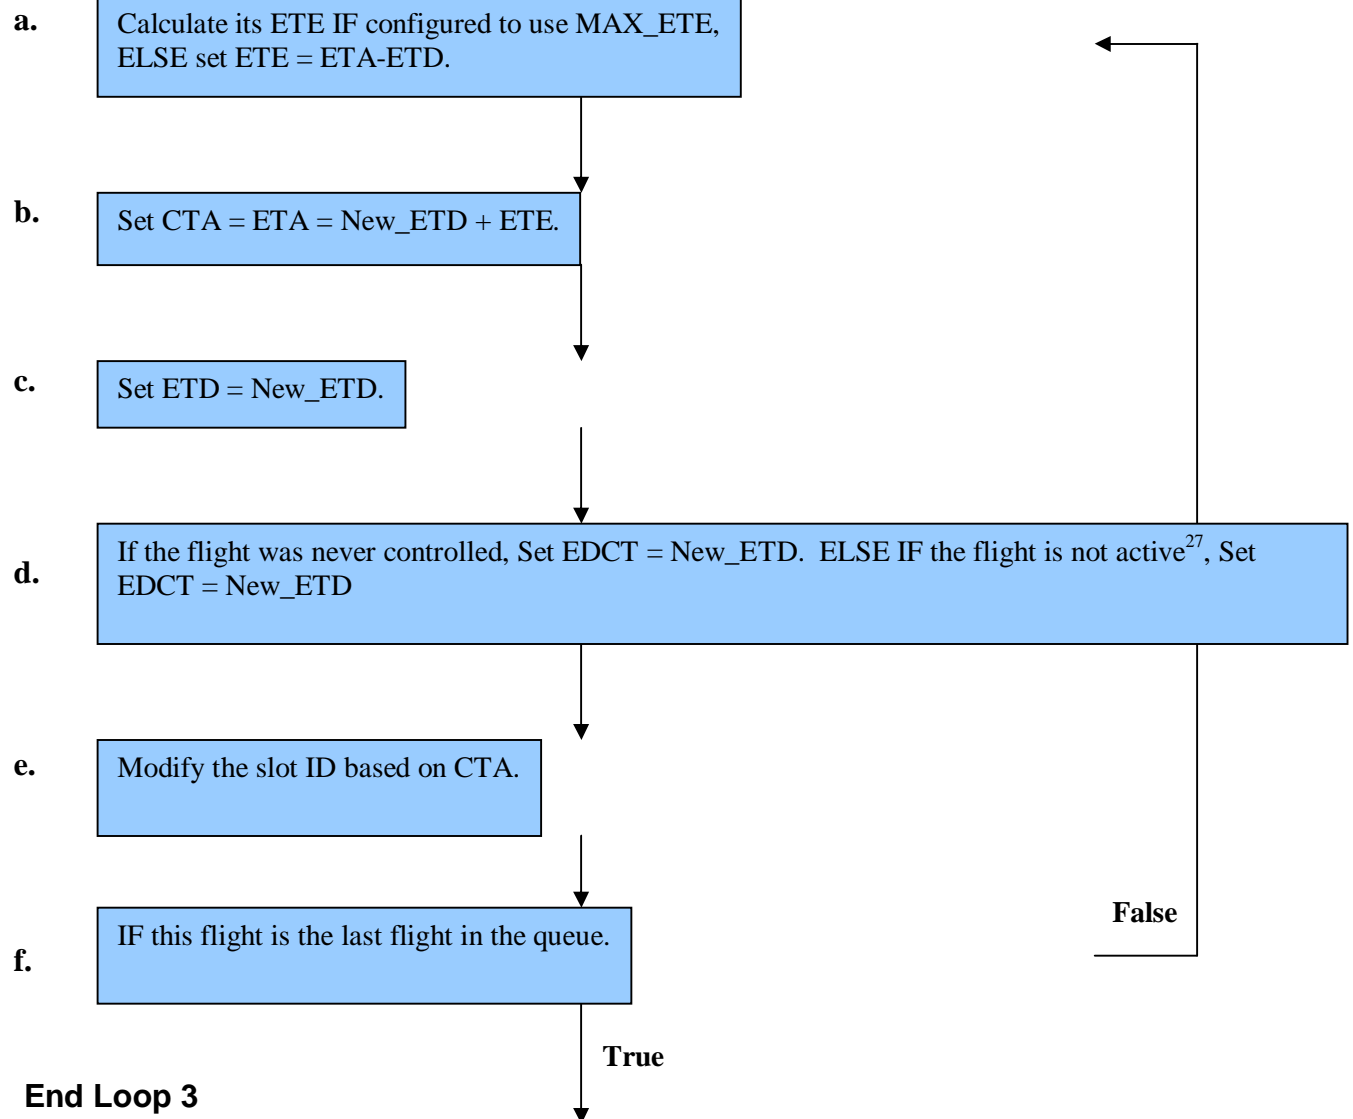 a.
Calculate its ETE IF configured to use MAX_ETE,
ELSE set ETE = ETA-ETD.
b.
Set CTA = ETA = New_ETD + ETE.
c.
Set ETD = New_ETD.
d.
If the flight was never controlled, Set EDCT = New_ETD. ELSE IF the flight is not active27, Set
EDCT = New_ETD
e.
Modify the slot ID based on CTA.
f.
IF this flight is the last flight in the queue.
False
True
End Loop 3